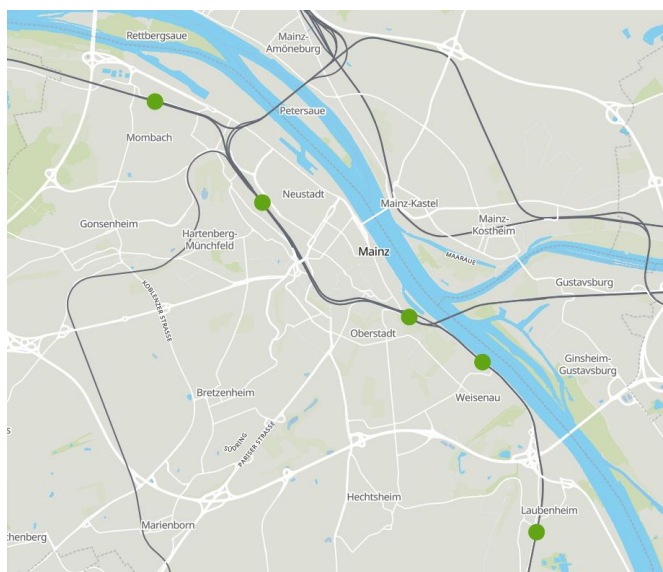 Rettbergsaue
Mainz-
Amöneburg
Petersaue
Mombach
Neustadt
Mainz-Kastel
Gonsenheim
Hartenberg-
Münchfeld
Mainz-
Kostheim
Mainz
MAARAUE
Gustavsburg
KOBLENZER STRASSE
Oberstadt
Ginsheim-
Gustavsburg
Bretzenheim
Weisenau
s
SÜDRING
PARISER STRASSE
Hechtsheim
Laubenheim
Marienborn
chenberg